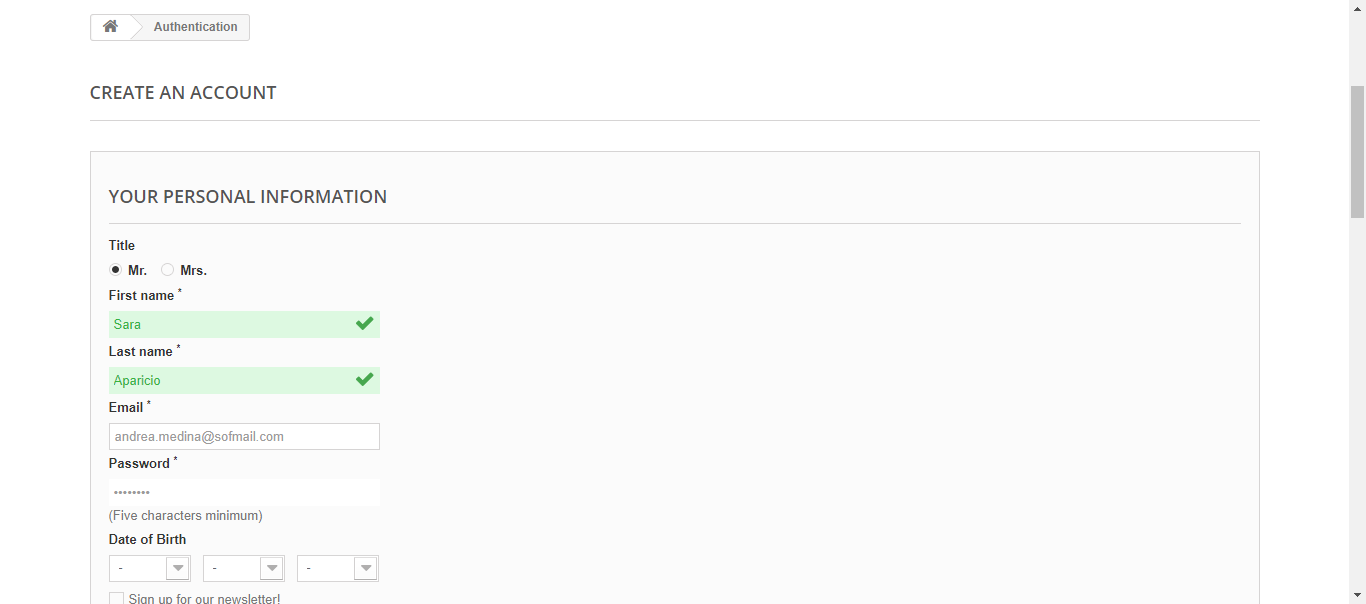 Authentication
CREATE AN ACCOUNT
YOUR PERSONAL INFORMATION
Title
Mr. Mrs.
First name *
Sara
Last name *
Aparicio
Email *
andrea.medina@sofmail.com
Password *
••••••••
(Five characters minimum)
Date of Birth
- - -
Sign up for our newsletter!